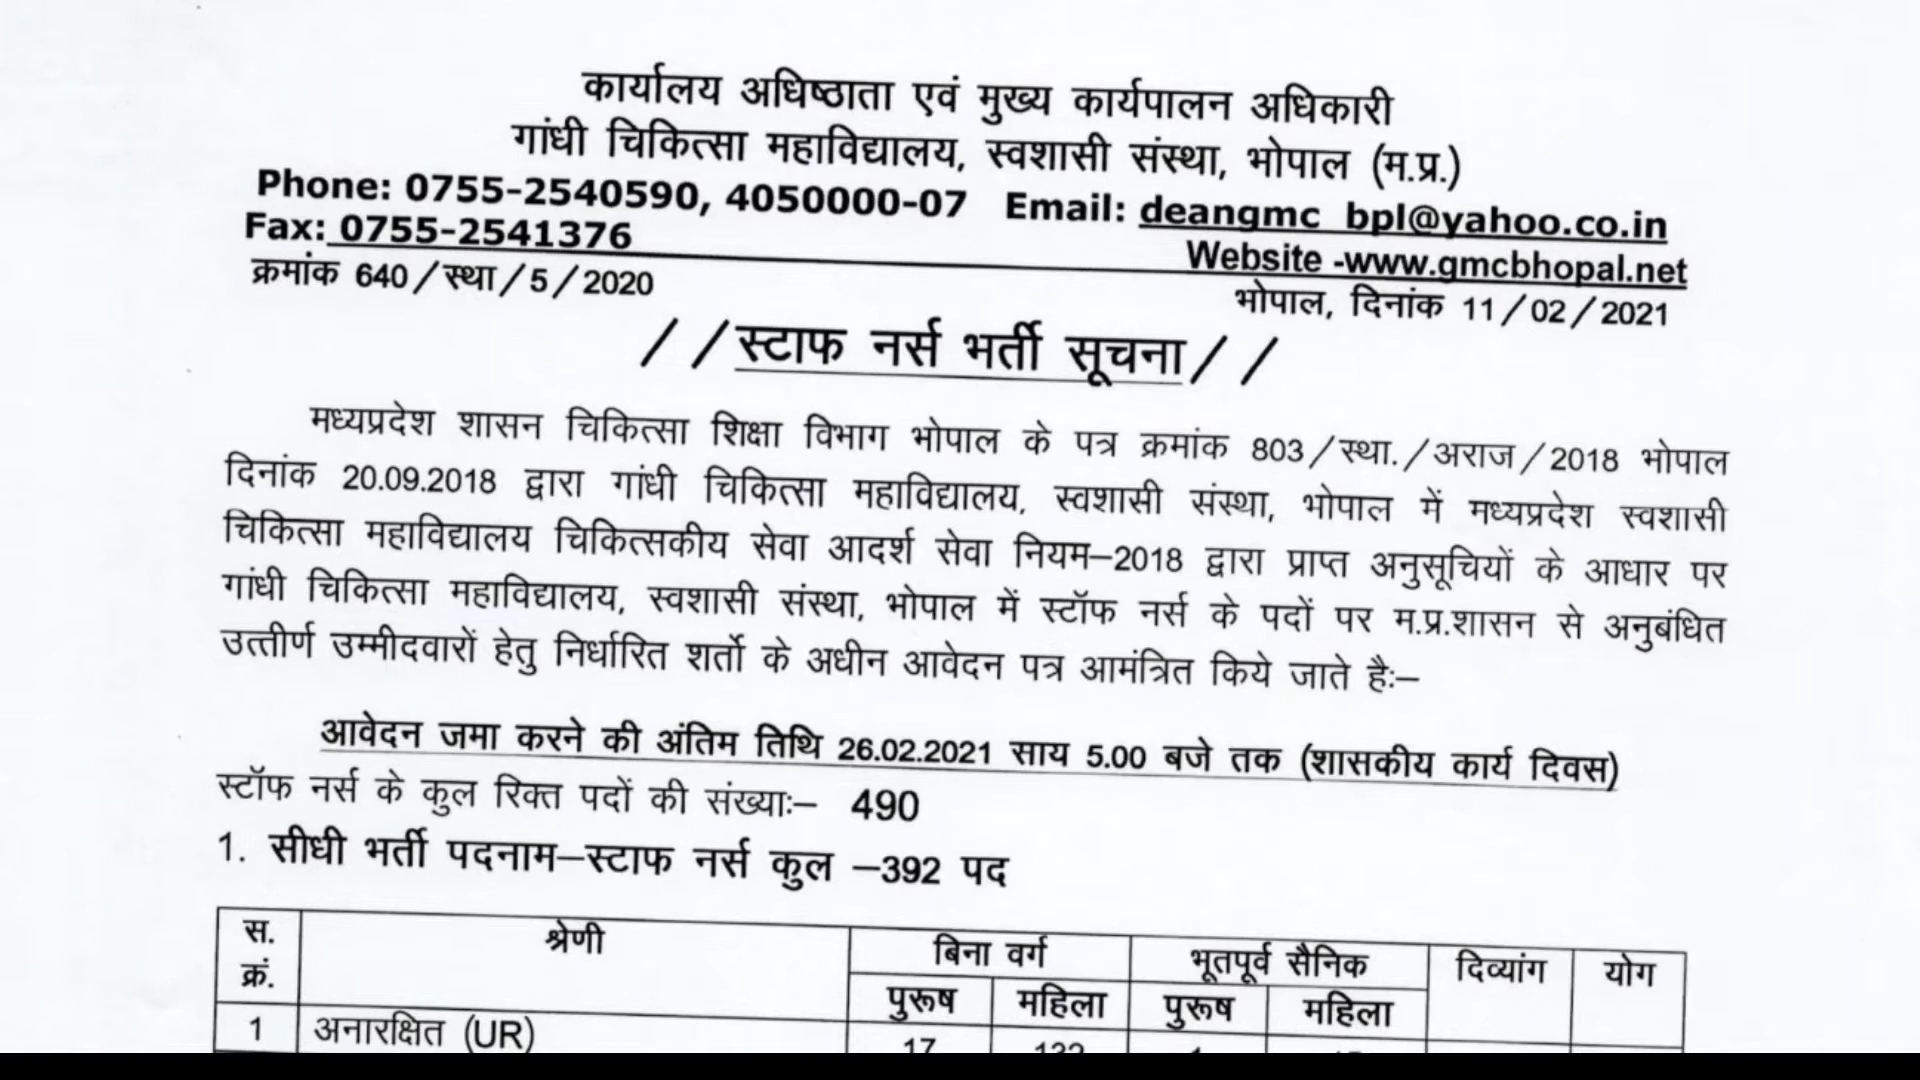 कार्यालय अधिष्ठाता एवं मुख्य कार्यपालन अधिकारी
गांधी चिकित्सा महाविद्यालय, स्वशासी संस्था, भोपाल (म.प्र.)
Phone: 0755-2540590, 4050000-07 Email: deangmc_bpl@yahoo.co.in
Fax: 0755-2541376
Website -www.gmcbhopal.net
क्रमांक 640/स्था/5/2020
भोपाल, दिनांक 11/02/2021
//स्टाफ नर्स भर्ती सूचना//
मध्यप्रदेश शासन चिकित्सा शिक्षा विभाग भोपाल के पत्र क्रमांक 803/स्था./अराज/2018 भोपाल
दिनांक 20.09.2018 द्वारा गांधी चिकित्सा महाविद्यालय, स्वशासी संस्था, भोपाल में मध्यप्रदेश स्वशासी
चिकित्सा महाविद्यालय चिकित्सकीय सेवा आदर्श सेवा नियम–2018 द्वारा प्राप्त अनुसूचियों के आधार पर
गांधी चिकित्सा महाविद्यालय, स्वशासी संस्था, भोपाल में स्टॉफ नर्स के पदों पर म.प्र.शासन से अनुबंधित
उत्तीर्ण उम्मीदवारों हेतु निर्धारित शर्तो के अधीन आवेदन पत्र आमंत्रित किये जाते हैः–
आवेदन जमा करने की अंतिम तिथि 26.02.2021 साय 5.00 बजे तक (शासकीय कार्य दिवस)
स्टॉफ नर्स के कुल रिक्त पदों की संख्याः– 490
1. सीधी भर्ती पदनाम–स्टाफ नर्स कुल –392 पद
स. क्रं. श्रेणी बिना वर्ग भूतपूर्व सैनिक दिव्यांग योग
पुरूष महिला पुरूष महिला
1 अनारक्षित (UR) 17